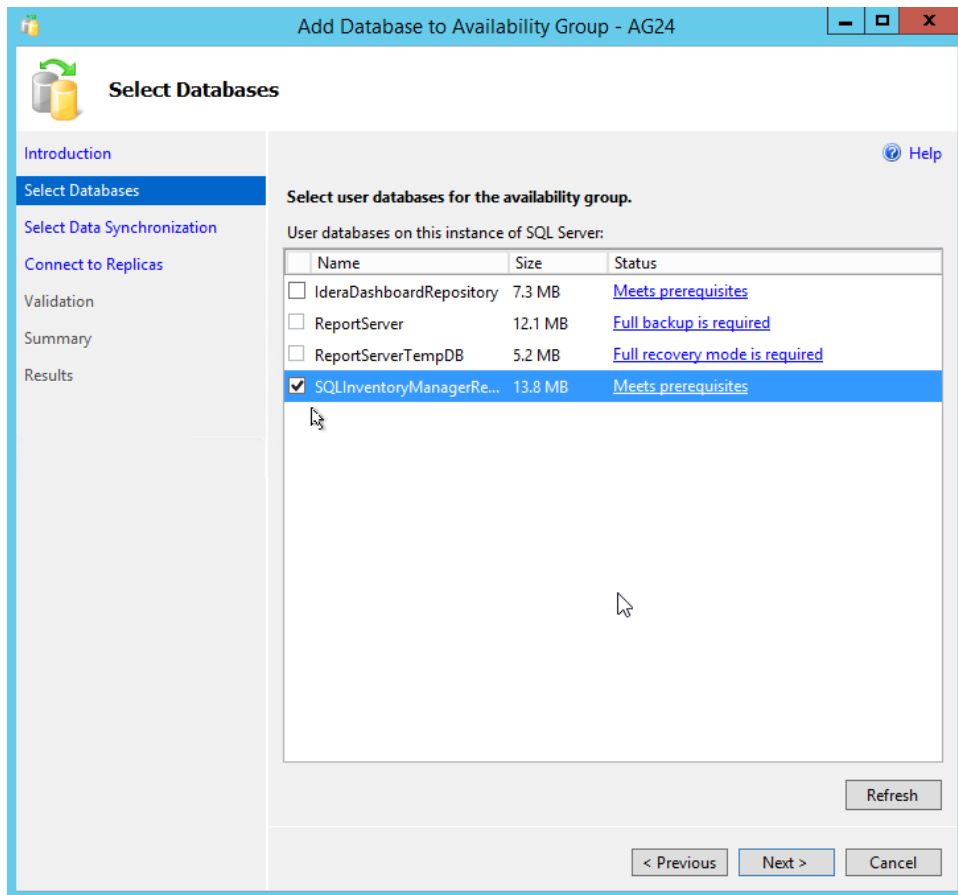 Add Database to Availability Group - AG24
Select Databases
Introduction
Help
Select Databases
Select user databases for the availability group.
Select Data Synchronization
User databases on this instance of SQL Server:
Connect to Replicas
Name Size Status
IderaDashboardRepository 7.3 MB Meets prerequisites
Validation
ReportServer 12.1 MB Full backup is required
Summary
ReportServerTempDB 5.2 MB Full recovery mode is required
Results
SQLInventoryManagerRe... 13.8 MB Meets prerequisites
Refresh
< Previous Next > Cancel